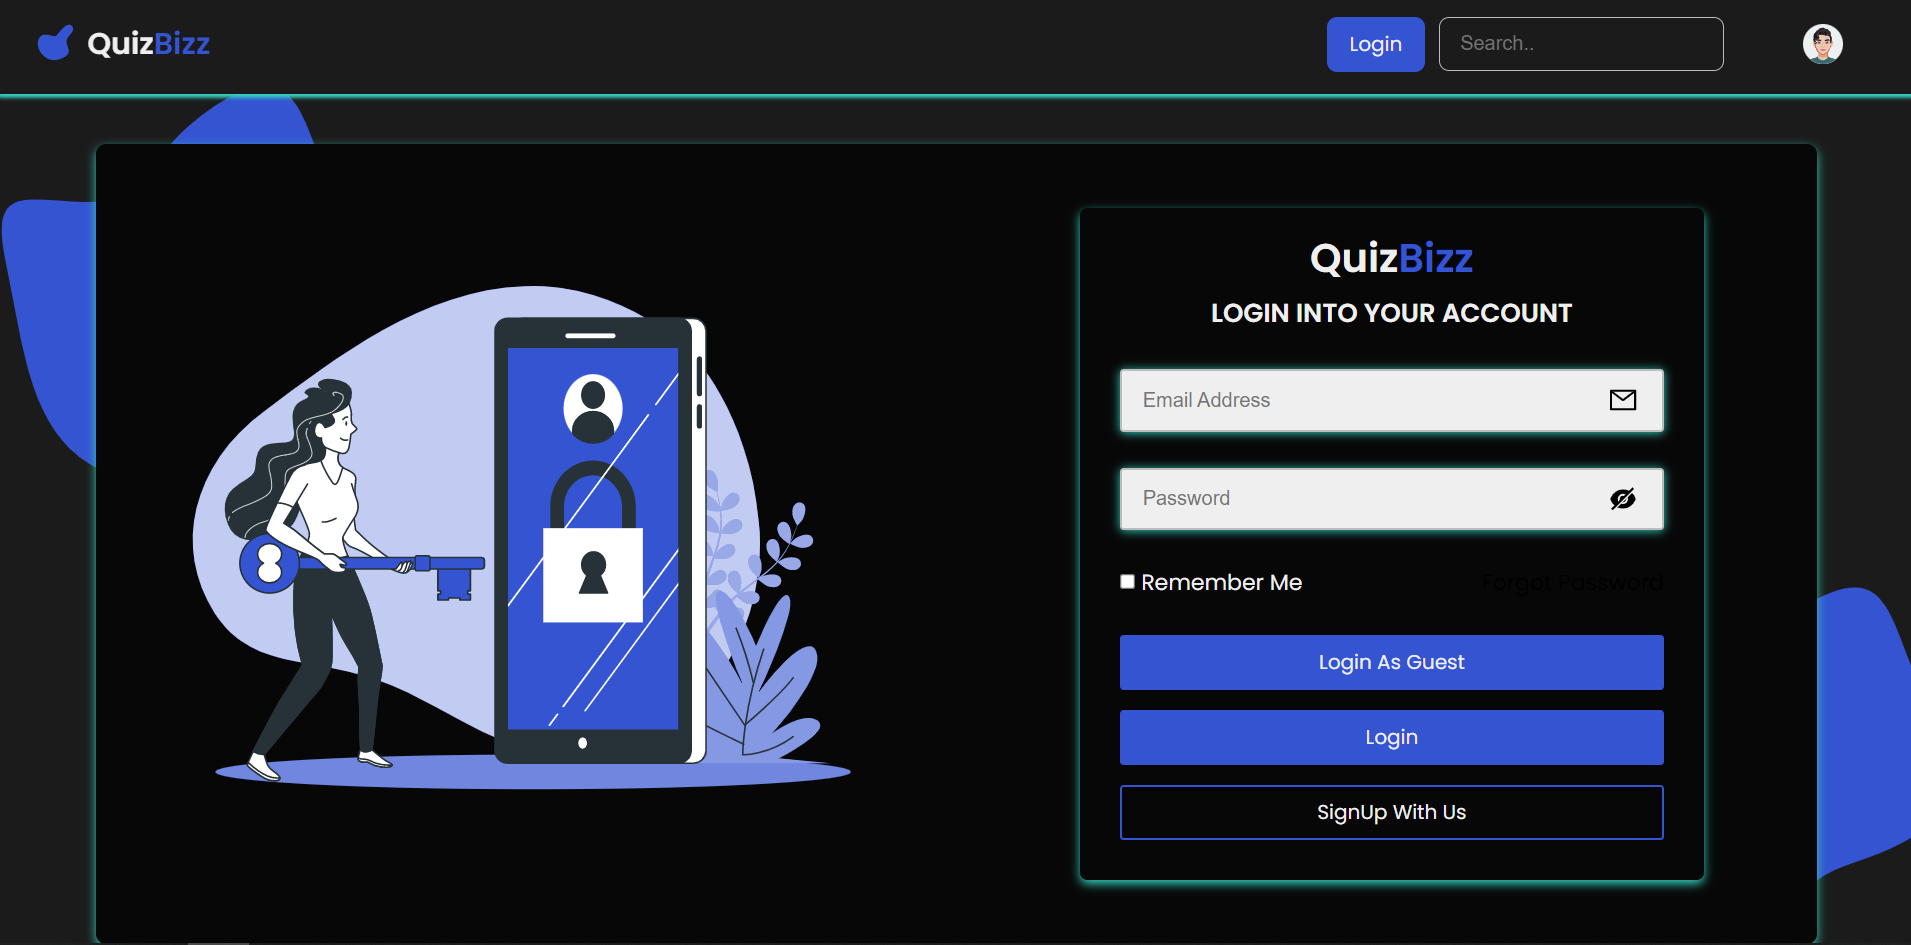 QuizBizz
Login
Search..
QuizBizz
LOGIN INTO YOUR ACCOUNT
Email Address
Password
Remember Me
Forgot Password
Login As Guest
Login
SignUp With Us